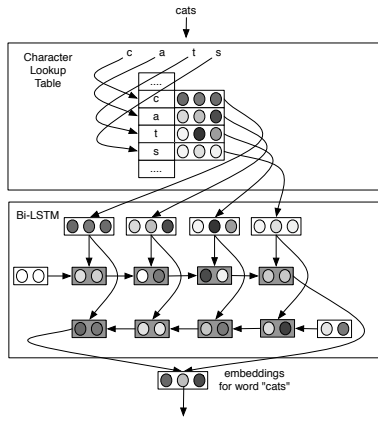 cats
Character
Lookup
Table
c a t s
....
c
a
t
s
....
Bi-LSTM
embeddings
for word "cats"